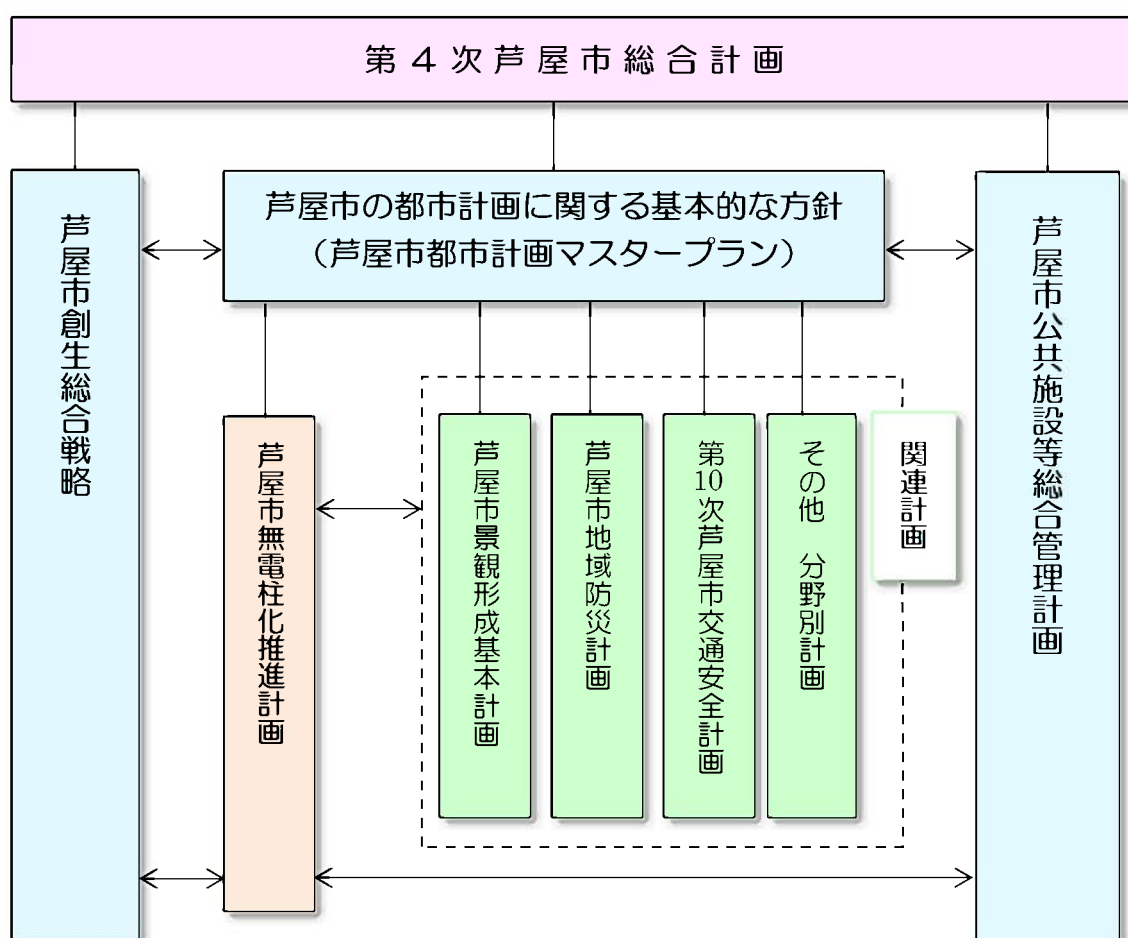 第4次芦屋市総合計画
芦屋市創生総合戦略
芦屋市の都市計画に関する基本的な方針
（芦屋市都市計画マスタープラン）
芦屋市公共施設等総合管理計画
芦屋市無電柱化推進計画
芦屋市景観形成基本計画
芦屋市地域防災計画
第10次芦屋市交通安全計画
その他　分野別計画
関連計画